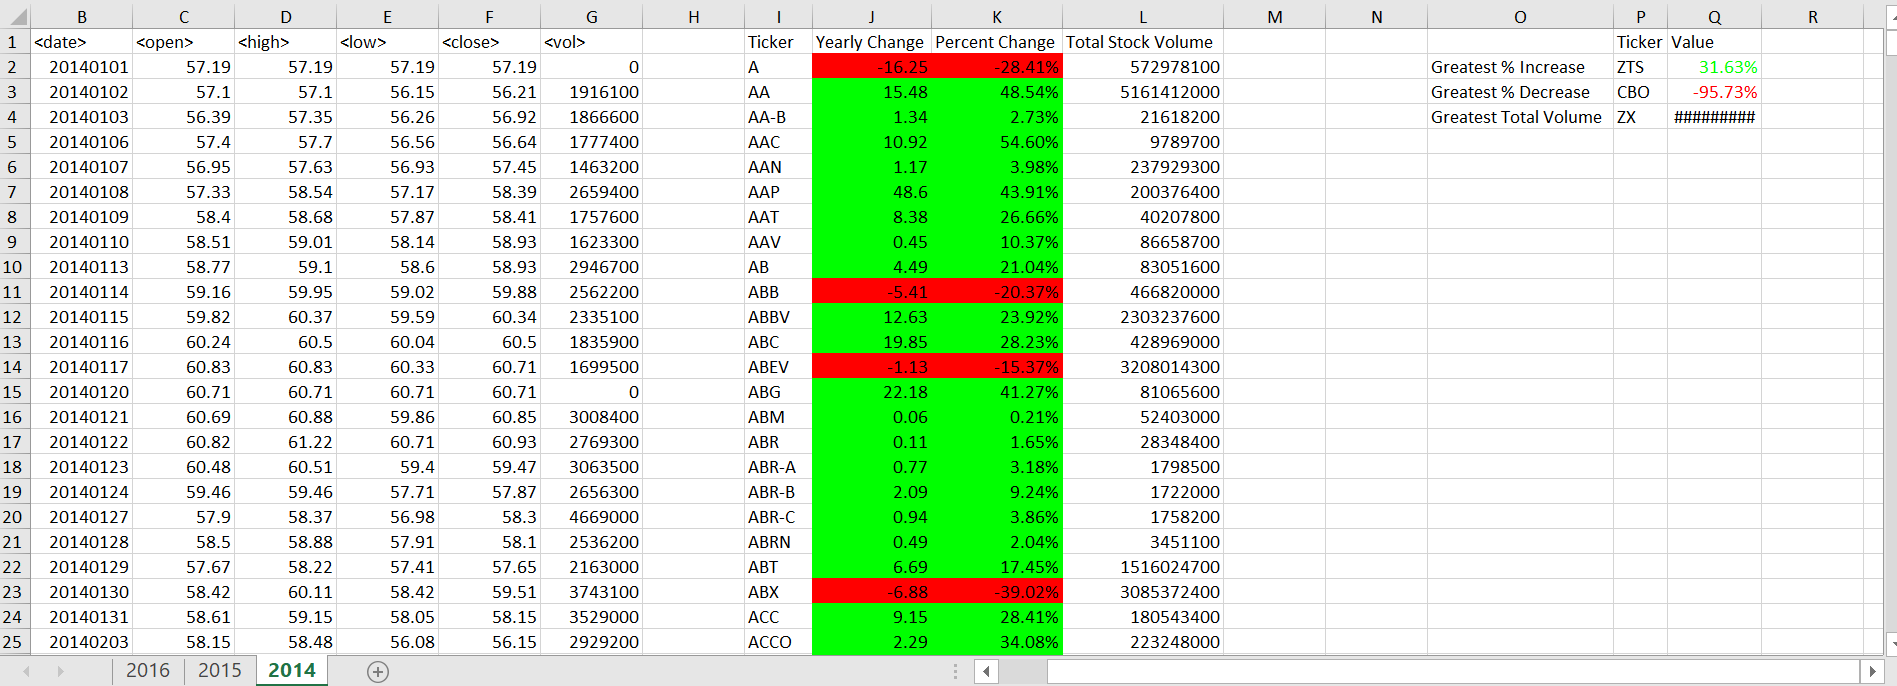 B C D E F G H I J K L M N O P Q R
1 <date> <open> <high> <low> <close> <vol> Ticker Yearly Change Percent Change Total Stock Volume Ticker Value
2 20140101 57.19 57.19 57.19 57.19 0 A -16.25 -28.41% 572978100 Greatest % Increase ZTS 31.63%
3 20140102 57.1 57.1 56.15 56.21 1916100 AA 15.48 48.54% 5161412000 Greatest % Decrease CBO -95.73%
4 20140103 56.39 57.35 56.26 56.92 1866600 AA-B 1.34 2.73% 21618200 Greatest Total Volume ZX #########
5 20140106 57.4 57.7 56.56 56.64 1777400 AAC 10.92 54.60% 9789700
6 20140107 56.95 57.63 56.93 57.45 1463200 AAN 1.17 3.98% 237929300
7 20140108 57.33 58.54 57.17 58.39 2659400 AAP 48.6 43.91% 200376400
8 20140109 58.4 58.68 57.87 58.41 1757600 AAT 8.38 26.66% 40207800
9 20140110 58.51 59.01 58.14 58.93 1623300 AAV 0.45 10.37% 86658700
10 20140113 58.77 59.1 58.6 58.93 2946700 AB 4.49 21.04% 83051600
11 20140114 59.16 59.95 59.02 59.88 2562200 ABB -5.41 -20.37% 466820000
12 20140115 59.82 60.37 59.59 60.34 2335100 ABBV 12.63 23.92% 2303237600
13 20140116 60.24 60.5 60.04 60.5 1835900 ABC 19.85 28.23% 428969000
14 20140117 60.83 60.83 60.33 60.71 1699500 ABEV -1.13 -15.37% 3208014300
15 20140120 60.71 60.71 60.71 60.71 0 ABG 22.18 41.27% 81065600
16 20140121 60.69 60.88 59.86 60.85 3008400 ABM 0.06 0.21% 52403000
17 20140122 60.82 61.22 60.71 60.93 2769300 ABR 0.11 1.65% 28348400
18 20140123 60.48 60.51 59.4 59.47 3063500 ABR-A 0.77 3.18% 1798500
19 20140124 59.46 59.46 57.71 57.87 2656300 ABR-B 2.09 9.24% 1722000
20 20140127 57.9 58.37 56.98 58.3 4669000 ABR-C 0.94 3.86% 1758200
21 20140128 58.5 58.88 57.91 58.1 2536200 ABRN 0.49 2.04% 3451100
22 20140129 57.67 58.22 57.41 57.65 2163000 ABT 6.69 17.45% 1516024700
23 20140130 58.42 60.11 58.42 59.51 3743100 ABX -6.88 -39.02% 3085372400
24 20140131 58.61 59.15 58.05 58.15 3529000 ACC 9.15 28.41% 180543400
25 20140203 58.15 58.48 56.08 56.15 2929200 ACCO 2.29 34.08% 223248000
2016 2015 2014